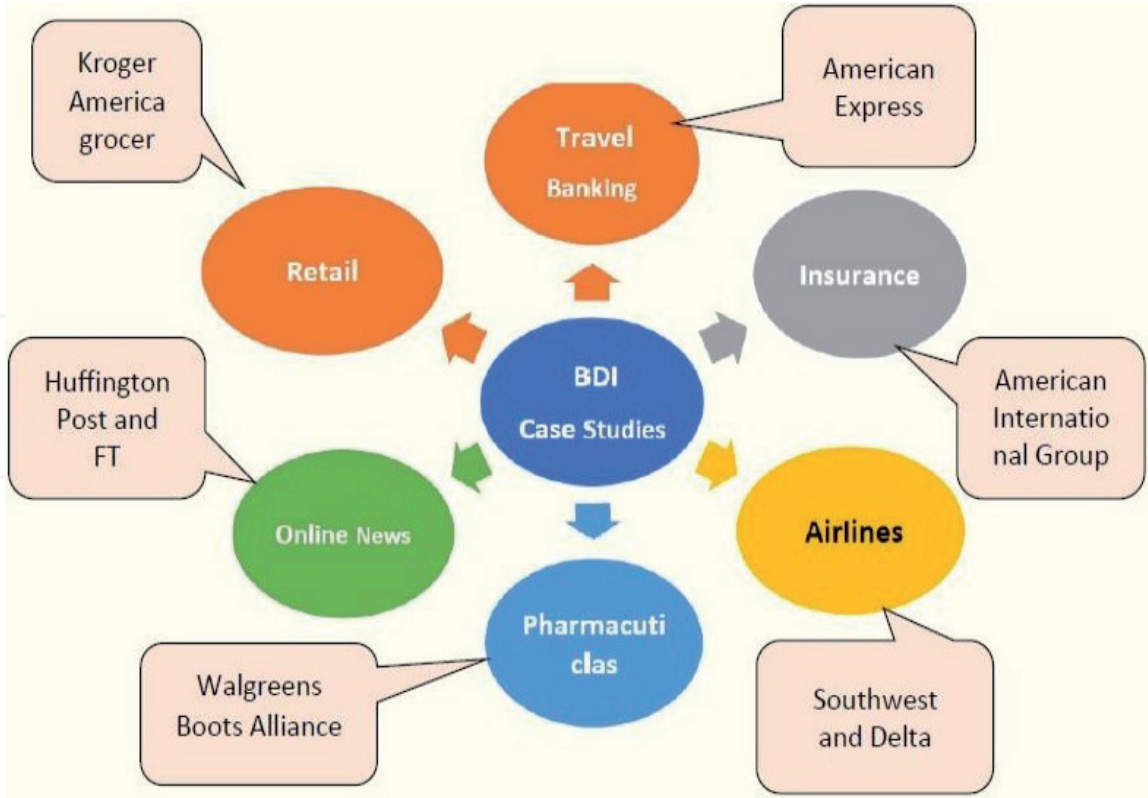 Kroger
America
grocer
American
Express
Travel
Banking
Retail
Insurance
BDI
Case Studies
Huffington
Post and
FT
American
Internatio
nal Group
Online News
Airlines
Pharmacuti
clas
Walgreens
Boots Alliance
Southwest
and Delta